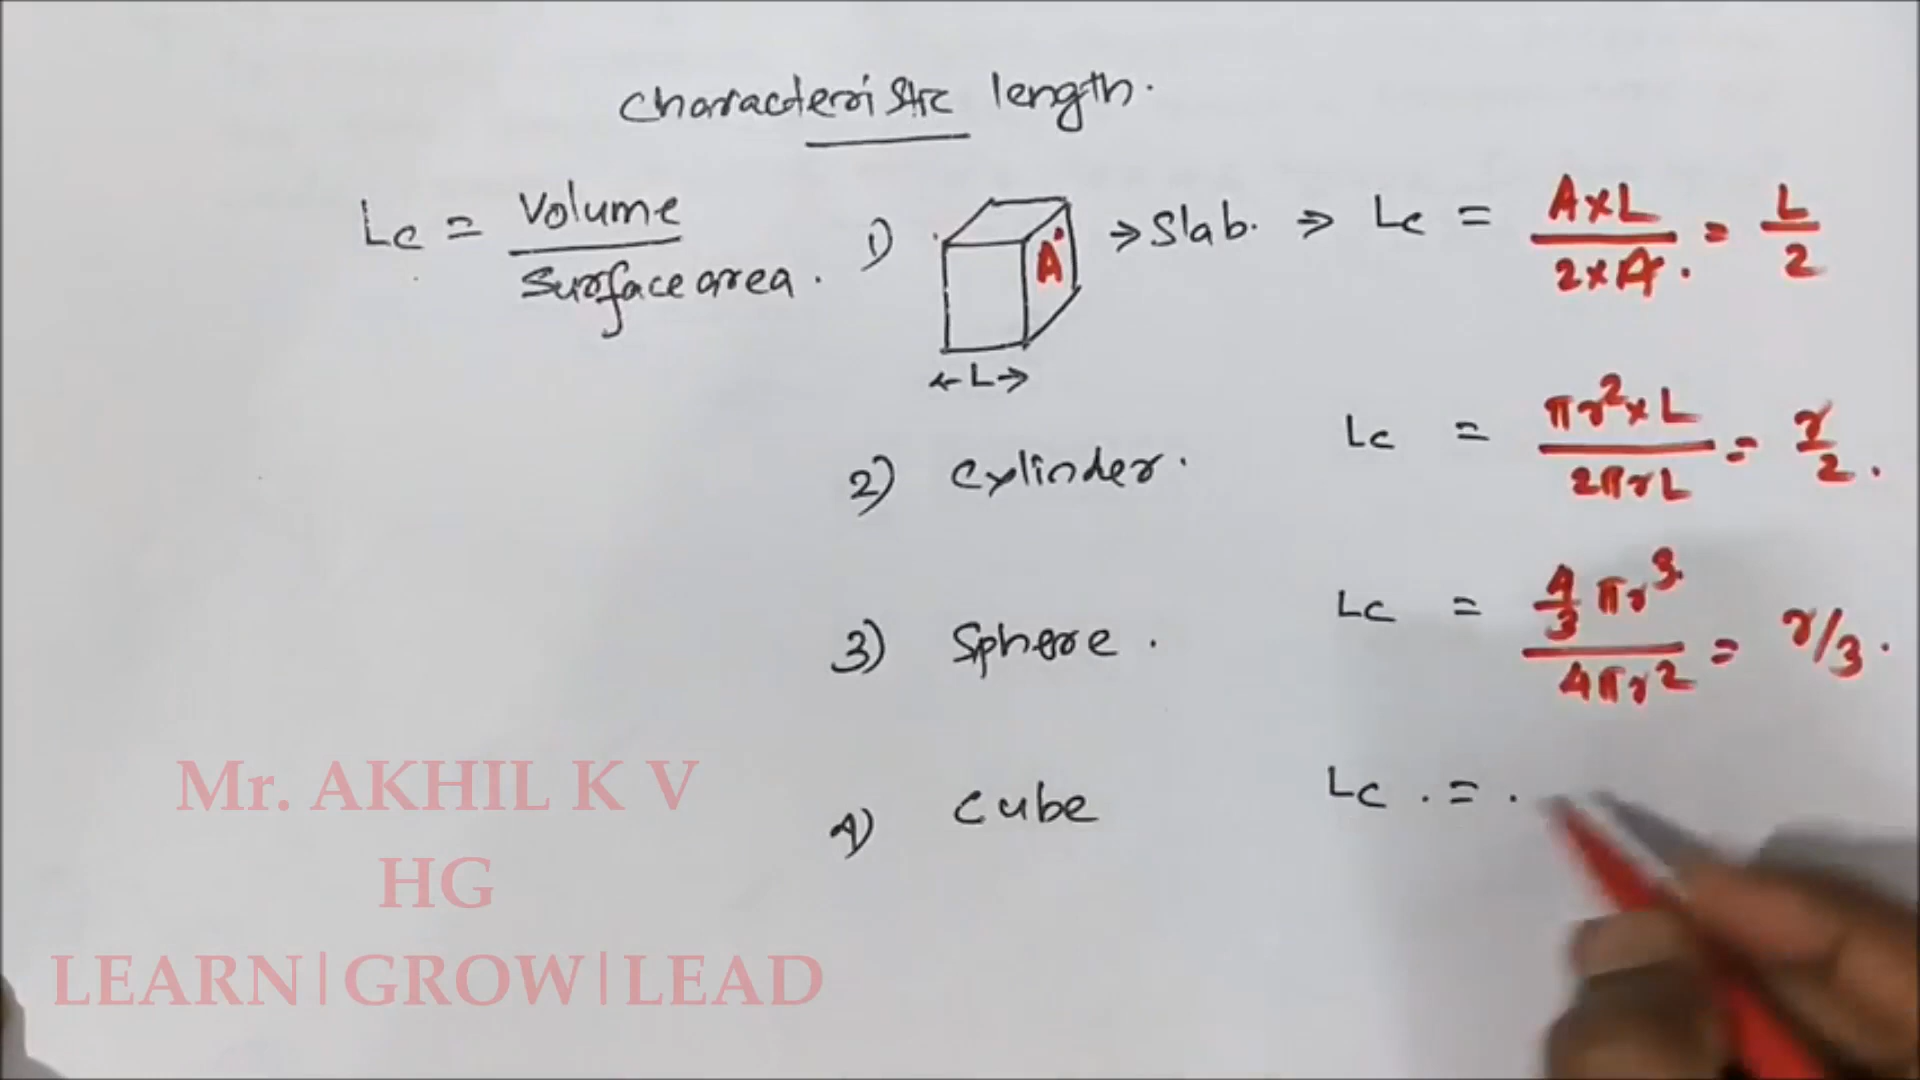 Characteristic length.
Lc = Volume / Surface area.
1) A ← L → → Slab. ⇒ Lc = A×L / 2×A. = L/2
2) Cylinder. Lc = πr²×L / 2πrL = r/2.
3) Sphere. Lc = 4/3 πr³ / 4πr² = r/3.
4) Cube Lc . = .
Mr. AKHIL K V
HG
LEARN|GROW|LEAD